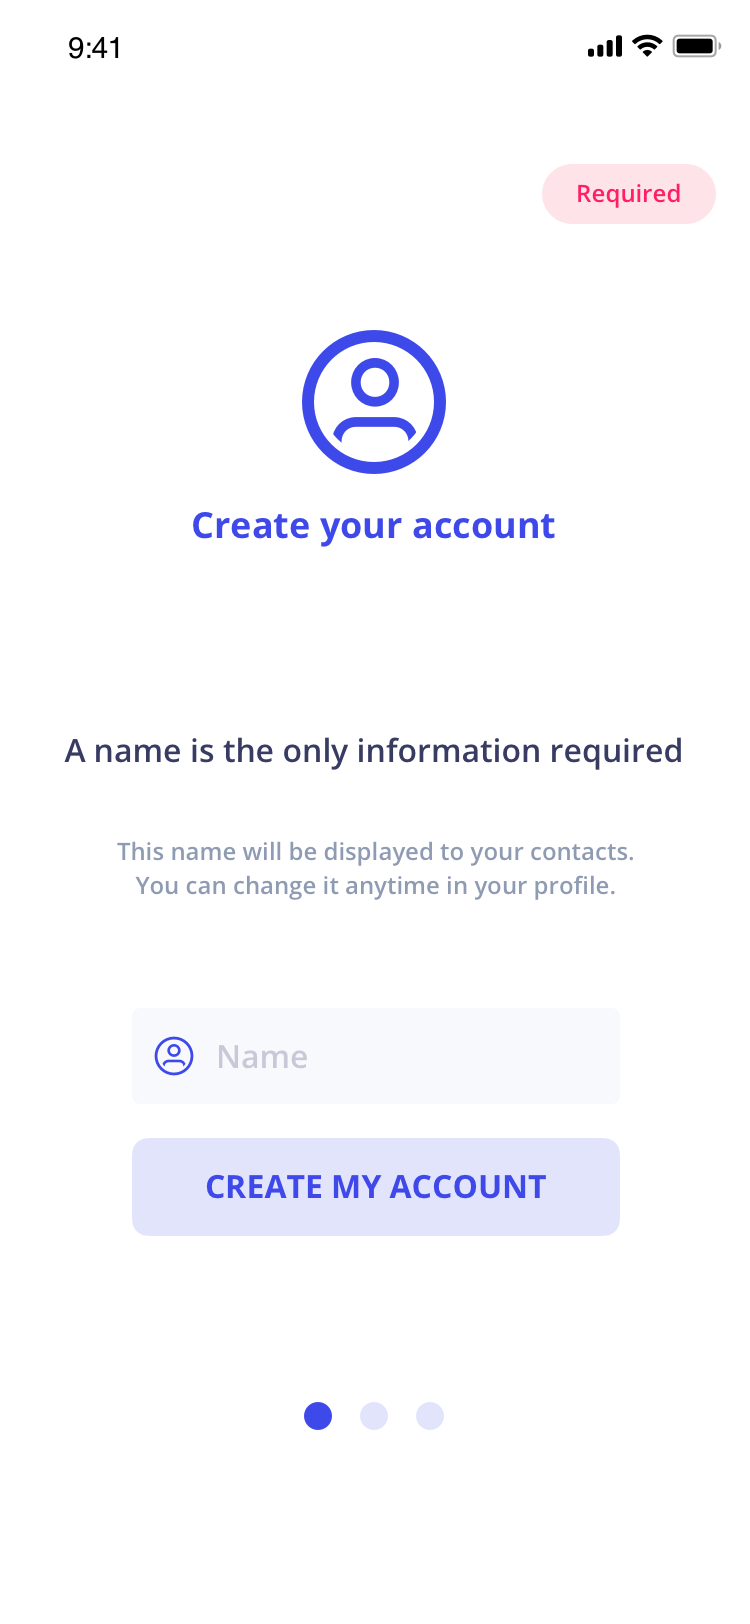 9:41
Required
Create your account
A name is the only information required
This name will be displayed to your contacts.
You can change it anytime in your profile.
Name
CREATE MY ACCOUNT